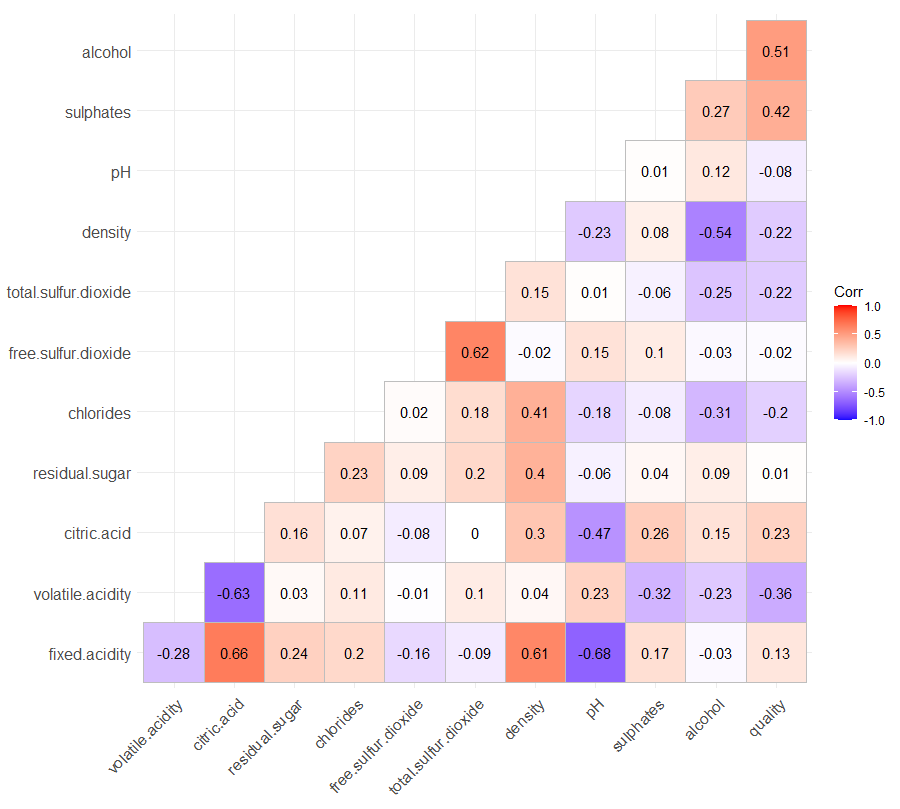 alcohol 0.51
sulphates 0.27 0.42
pH 0.01 0.12 -0.08
density -0.23 0.08 -0.54 -0.22
total.sulfur.dioxide 0.15 0.01 -0.06 -0.25 -0.22
free.sulfur.dioxide 0.62 -0.02 0.15 0.1 -0.03 -0.02
chlorides 0.02 0.18 0.41 -0.18 -0.08 -0.31 -0.2
residual.sugar 0.23 0.09 0.2 0.4 -0.06 0.04 0.09 0.01
citric.acid 0.16 0.07 -0.08 0 0.3 -0.47 0.26 0.15 0.23
volatile.acidity -0.63 0.03 0.11 -0.01 0.1 0.04 0.23 -0.32 -0.23 -0.36
fixed.acidity -0.28 0.66 0.24 0.2 -0.16 -0.09 0.61 -0.68 0.17 -0.03 0.13
volatile.acidity
citric.acid
residual.sugar
chlorides
free.sulfur.dioxide
total.sulfur.dioxide
density
pH
sulphates
alcohol
quality
Corr
1.0
0.5
0.0
-0.5
-1.0